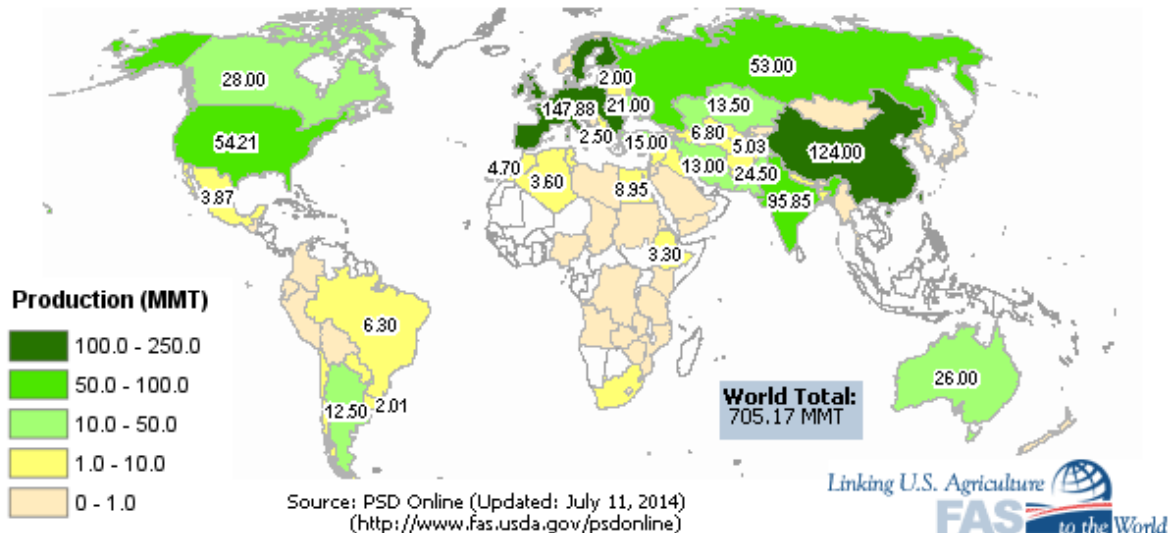 28.00
53.00
2.00
147.88
21.00
13.50
54.21
2.50
15.00
6.80
5.03
124.00
4.70
3.60
8.95
13.00
24.50
3.87
95.85
3.30
Production (MMT)
100.0 - 250.0
50.0 - 100.0
10.0 - 50.0
1.0 - 10.0
0 - 1.0
6.30
12.50
2.01
26.00
World Total:
705.17 MMT
Source: PSD Online (Updated: July 11, 2014)
(http://www.fas.usda.gov/psdonline)
Linking U.S. Agriculture
FAS to the World